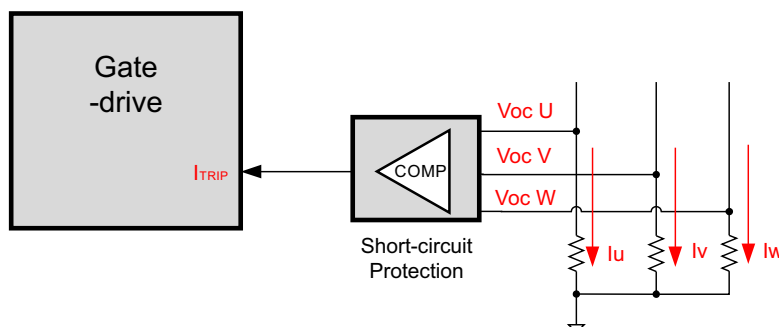 Gate
-drive
ITRIP
COMP
Short-circuit
Protection
Voc U
Voc V
Voc W
Iu
Iv
Iw